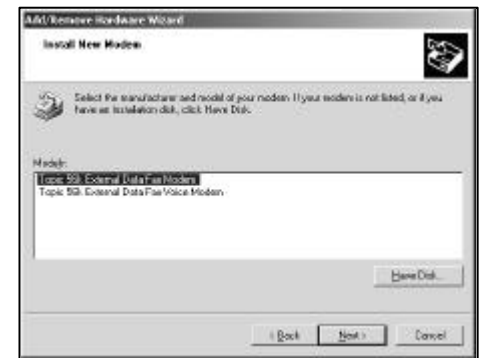 Add/Remove Hardware Wizard
Install New Modem
Select the manufacturer and model of your modem. If your modem is not listed, or if you
have an installation disk, click Have Disk.
Models:
Topic 56k External Data Fax Modem
Topic 56k External Data Fax Voice Modem
Have Disk...
< Back
Next >
Cancel